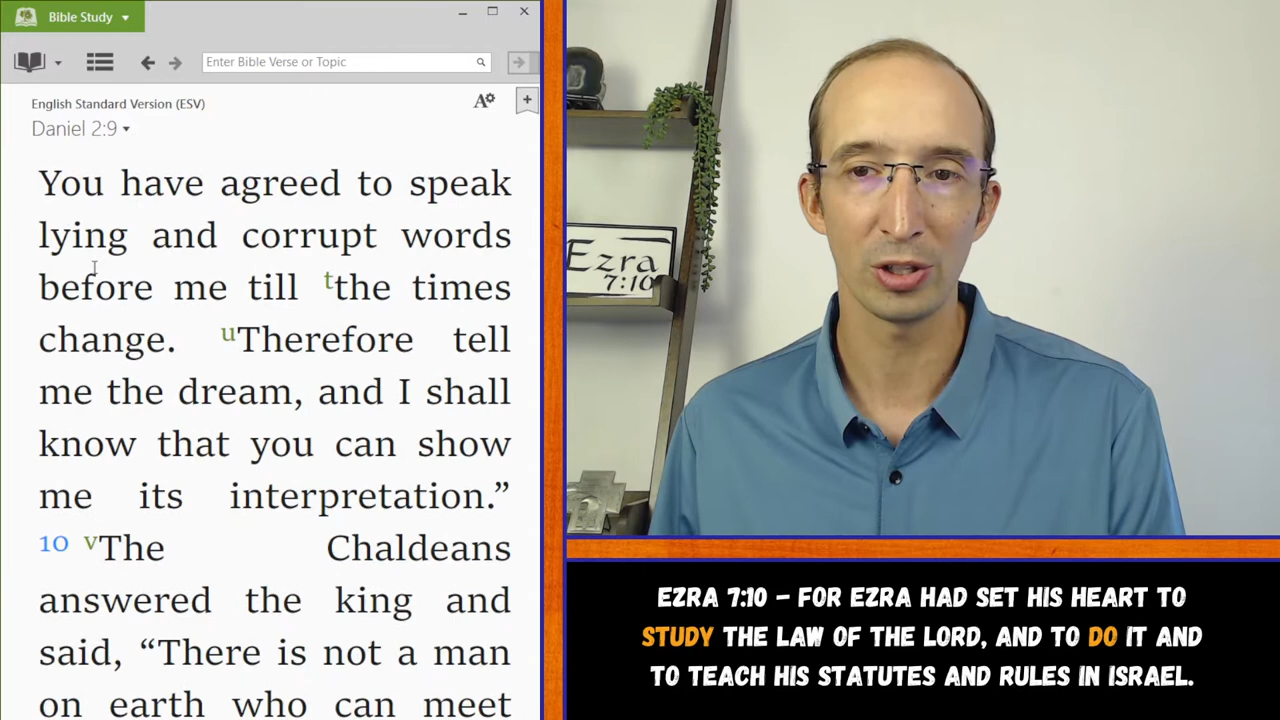 Bible Study
Enter Bible Verse or Topic
English Standard Version (ESV)
Daniel 2:9
You have agreed to speak
lying and corrupt words
before me till tthe times
change. uTherefore tell
me the dream, and I shall
know that you can show
me its interpretation.”
10 vThe Chaldeans
answered the king and
said, “There is not a man
on earth who can meet
Ezra
7:10
EZRA 7:10 – FOR EZRA HAD SET HIS HEART TO
STUDY THE LAW OF THE LORD, AND TO DO IT AND
TO TEACH HIS STATUTES AND RULES IN ISRAEL.